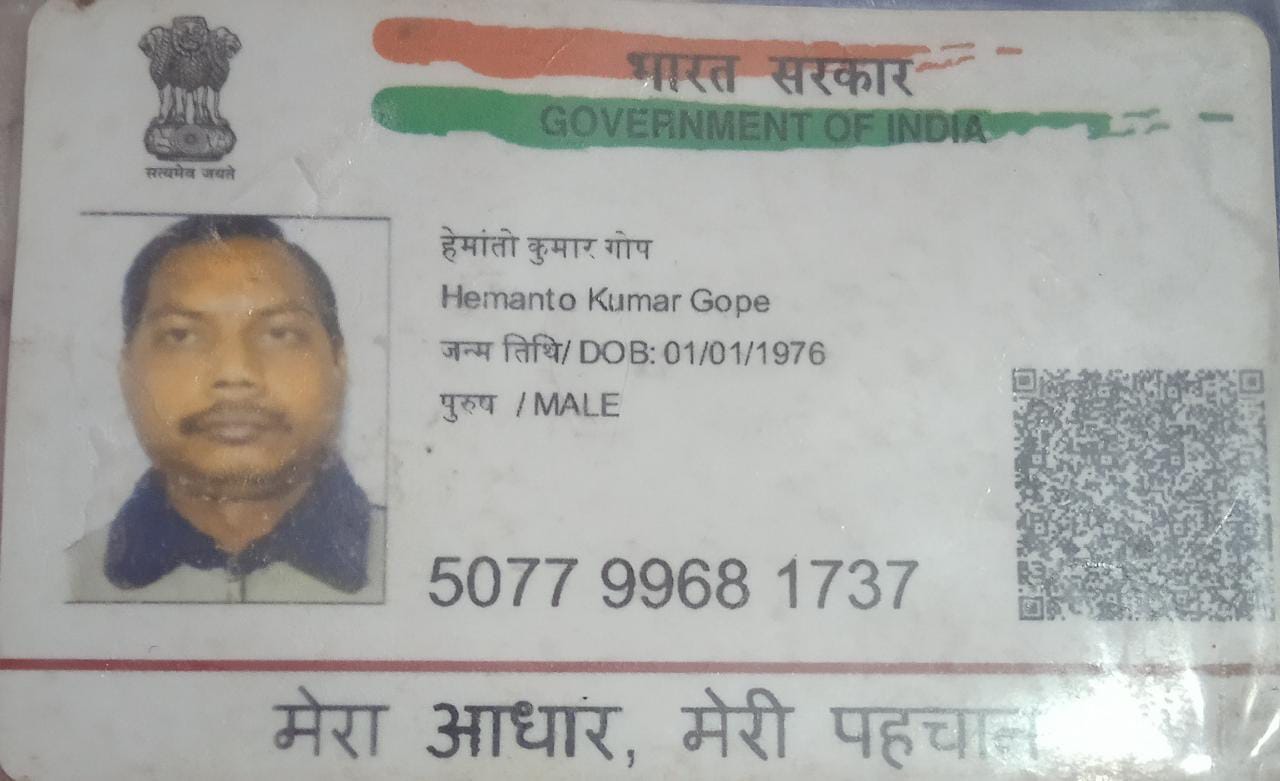 भारत सरकार
GOVERNMENT OF INDIA
सत्यमेव जयते
हेमांतो कुमार गोप
Hemanto Kumar Gope
जन्म तिथि/ DOB: 01/01/1976
पुरुष / MALE
5077 9968 1737
मेरा आधार, मेरी पहचान